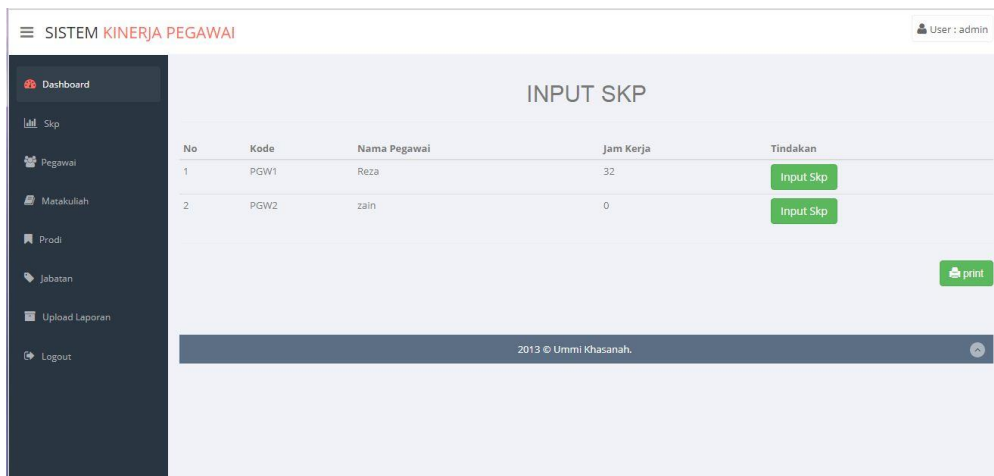 SISTEM KINERJA PEGAWAI
User : admin
Dashboard
Skp
Pegawai
Matakuliah
Prodi
Jabatan
Upload Laporan
Logout
INPUT SKP
No Kode Nama Pegawai Jam Kerja Tindakan
1 PGW1 Reza 32 Input Skp
2 PGW2 zain 0 Input Skp
print
2013 © Ummi Khasanah.